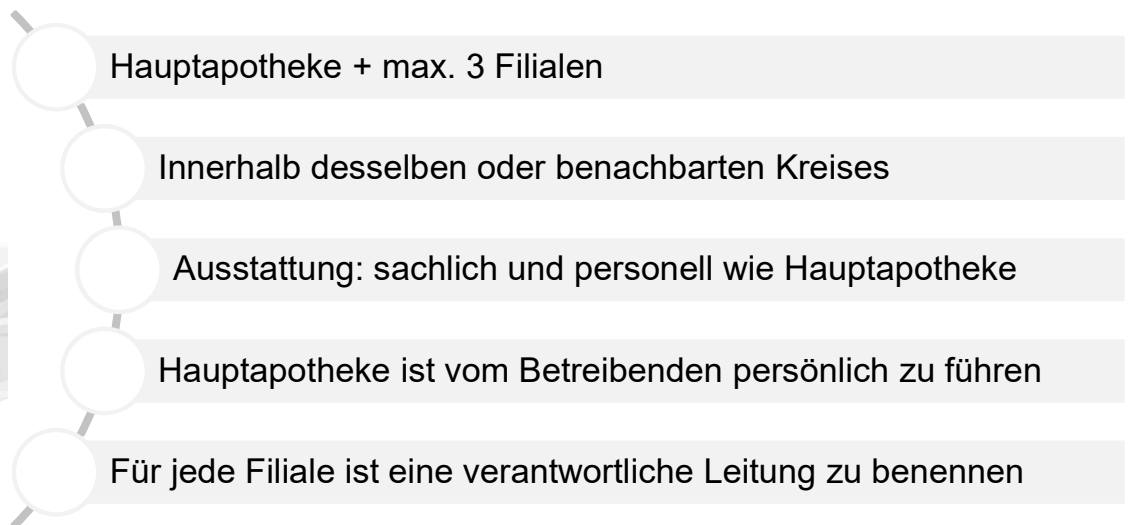 Hauptapotheke + max. 3 Filialen
Innerhalb desselben oder benachbarten Kreises
Ausstattung: sachlich und personell wie Hauptapotheke
Hauptapotheke ist vom Betreibenden persönlich zu führen
Für jede Filiale ist eine verantwortliche Leitung zu benennen